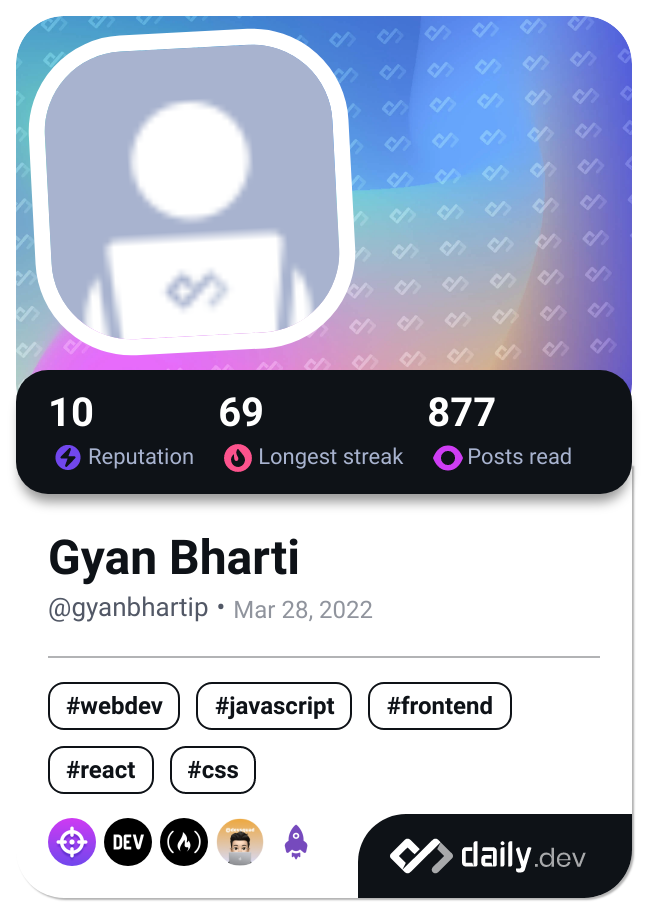 10 69 877
Reputation Longest streak Posts read
Gyan Bharti
@gyanbhartip • Mar 28, 2022
#webdev #javascript #frontend
#react #css
DEV
daily.dev